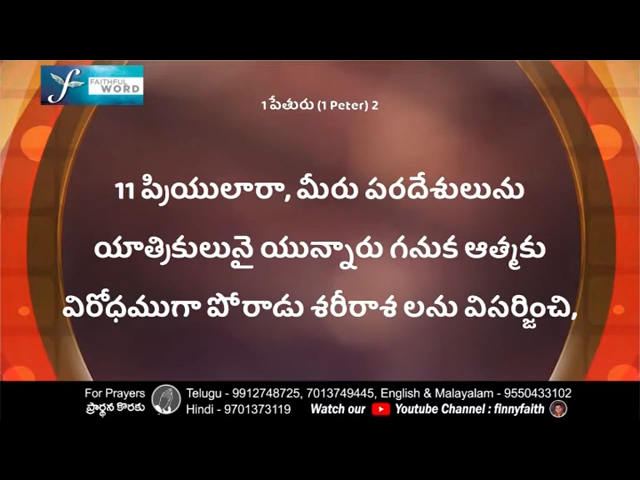 FAITHFUL
WORD
1 పేతురు (1 Peter) 2
11 ప్రియులారా, మీరు పరదేశులును
యాత్రికులునై యున్నారు గనుక ఆత్మకు
విరోధముగా పోరాడు శరీరాశ లను విసర్జించి,
For Prayers Telugu - 9912748725, 7013749445, English & Malayalam - 9550433102
ప్రార్థన కొరకు Hindi - 9701373119 Watch our Youtube Channel : finnyfaith